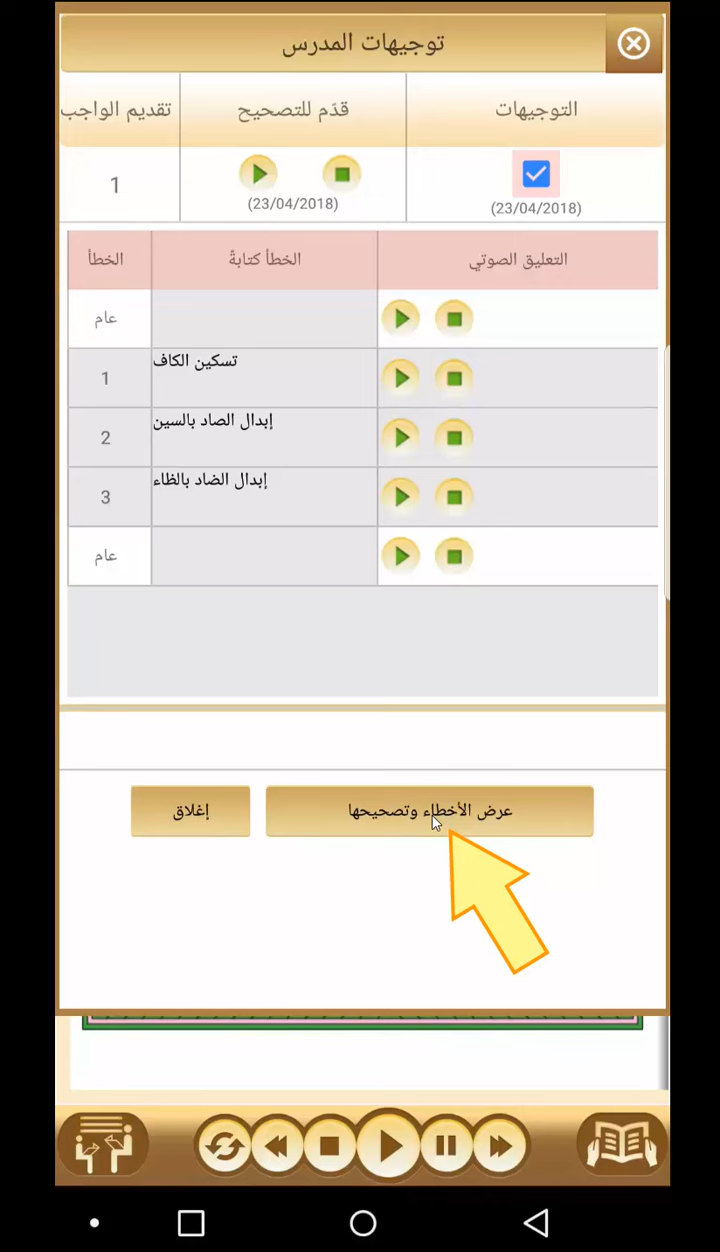 توجيهات المدرس
التوجيهات
قدّم للتصحيح
تقديم الواجب
(23/04/2018)
(23/04/2018)
1
التعليق الصوتي
الخطأ كتابةً
الخطأ
عام
تسكين الكاف
1
إبدال الصاد بالسين
2
إبدال الضاد بالظاء
3
عام
عرض الأخطاء وتصحيحها
إغلاق